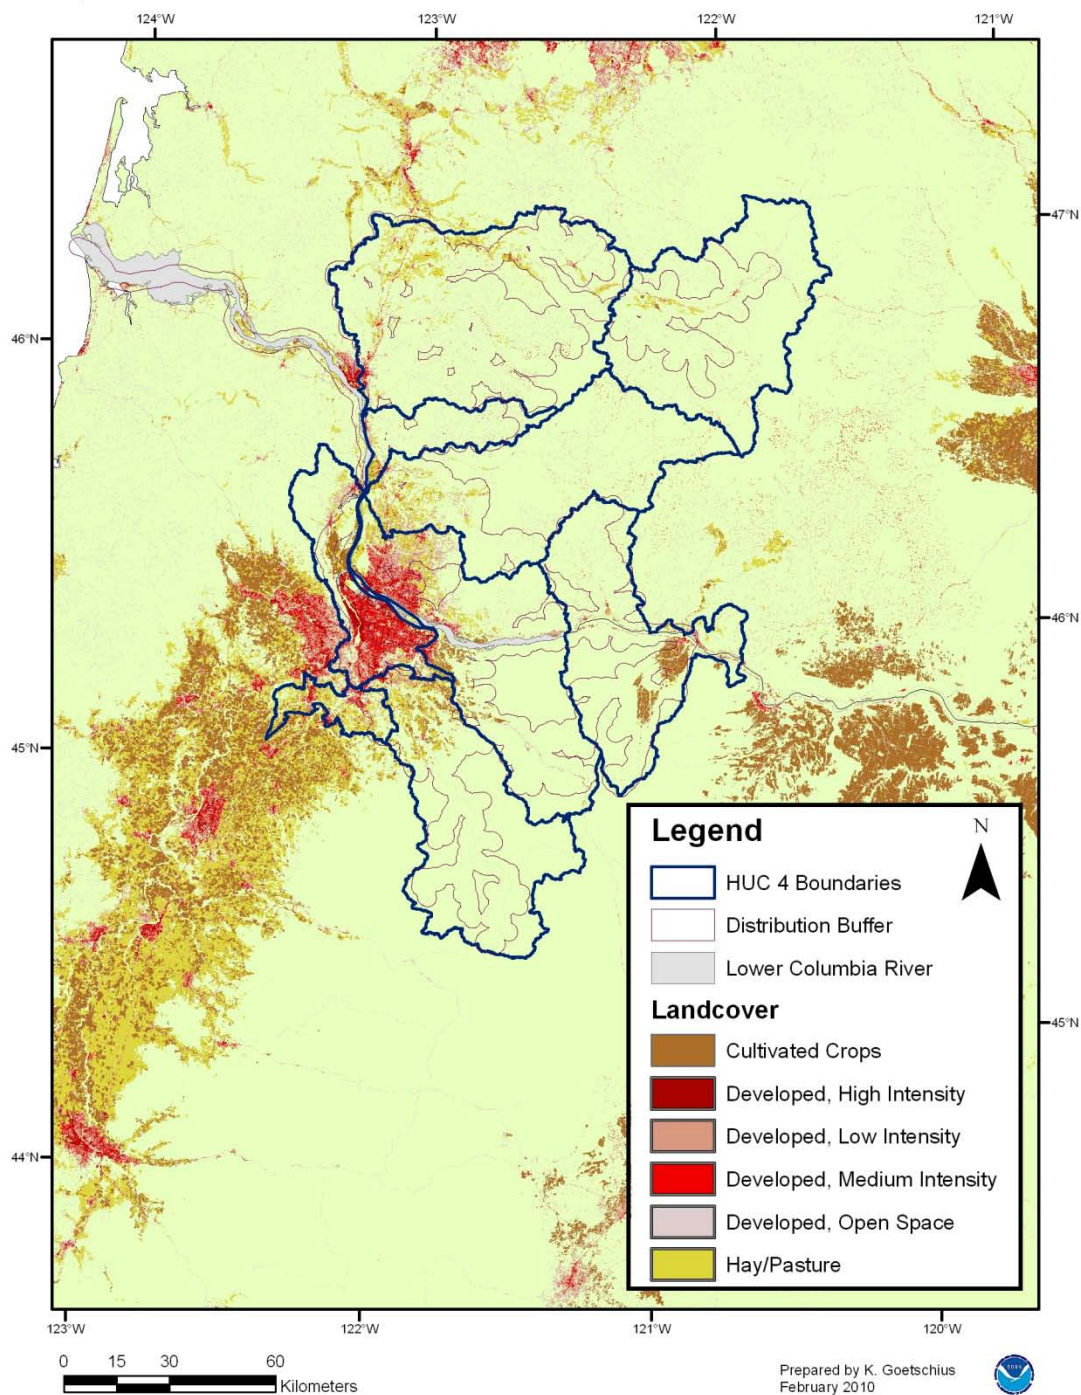 124°W 123°W 122°W 121°W
47°N
46°N
46°N
45°N
45°N
44°N
Legend
N
HUC 4 Boundaries
Distribution Buffer
Lower Columbia River
Landcover
Cultivated Crops
Developed, High Intensity
Developed, Low Intensity
Developed, Medium Intensity
Developed, Open Space
Hay/Pasture
123°W 122°W 121°W 120°W
0 15 30 60
Kilometers
Prepared by K. Goetschius
February 2010